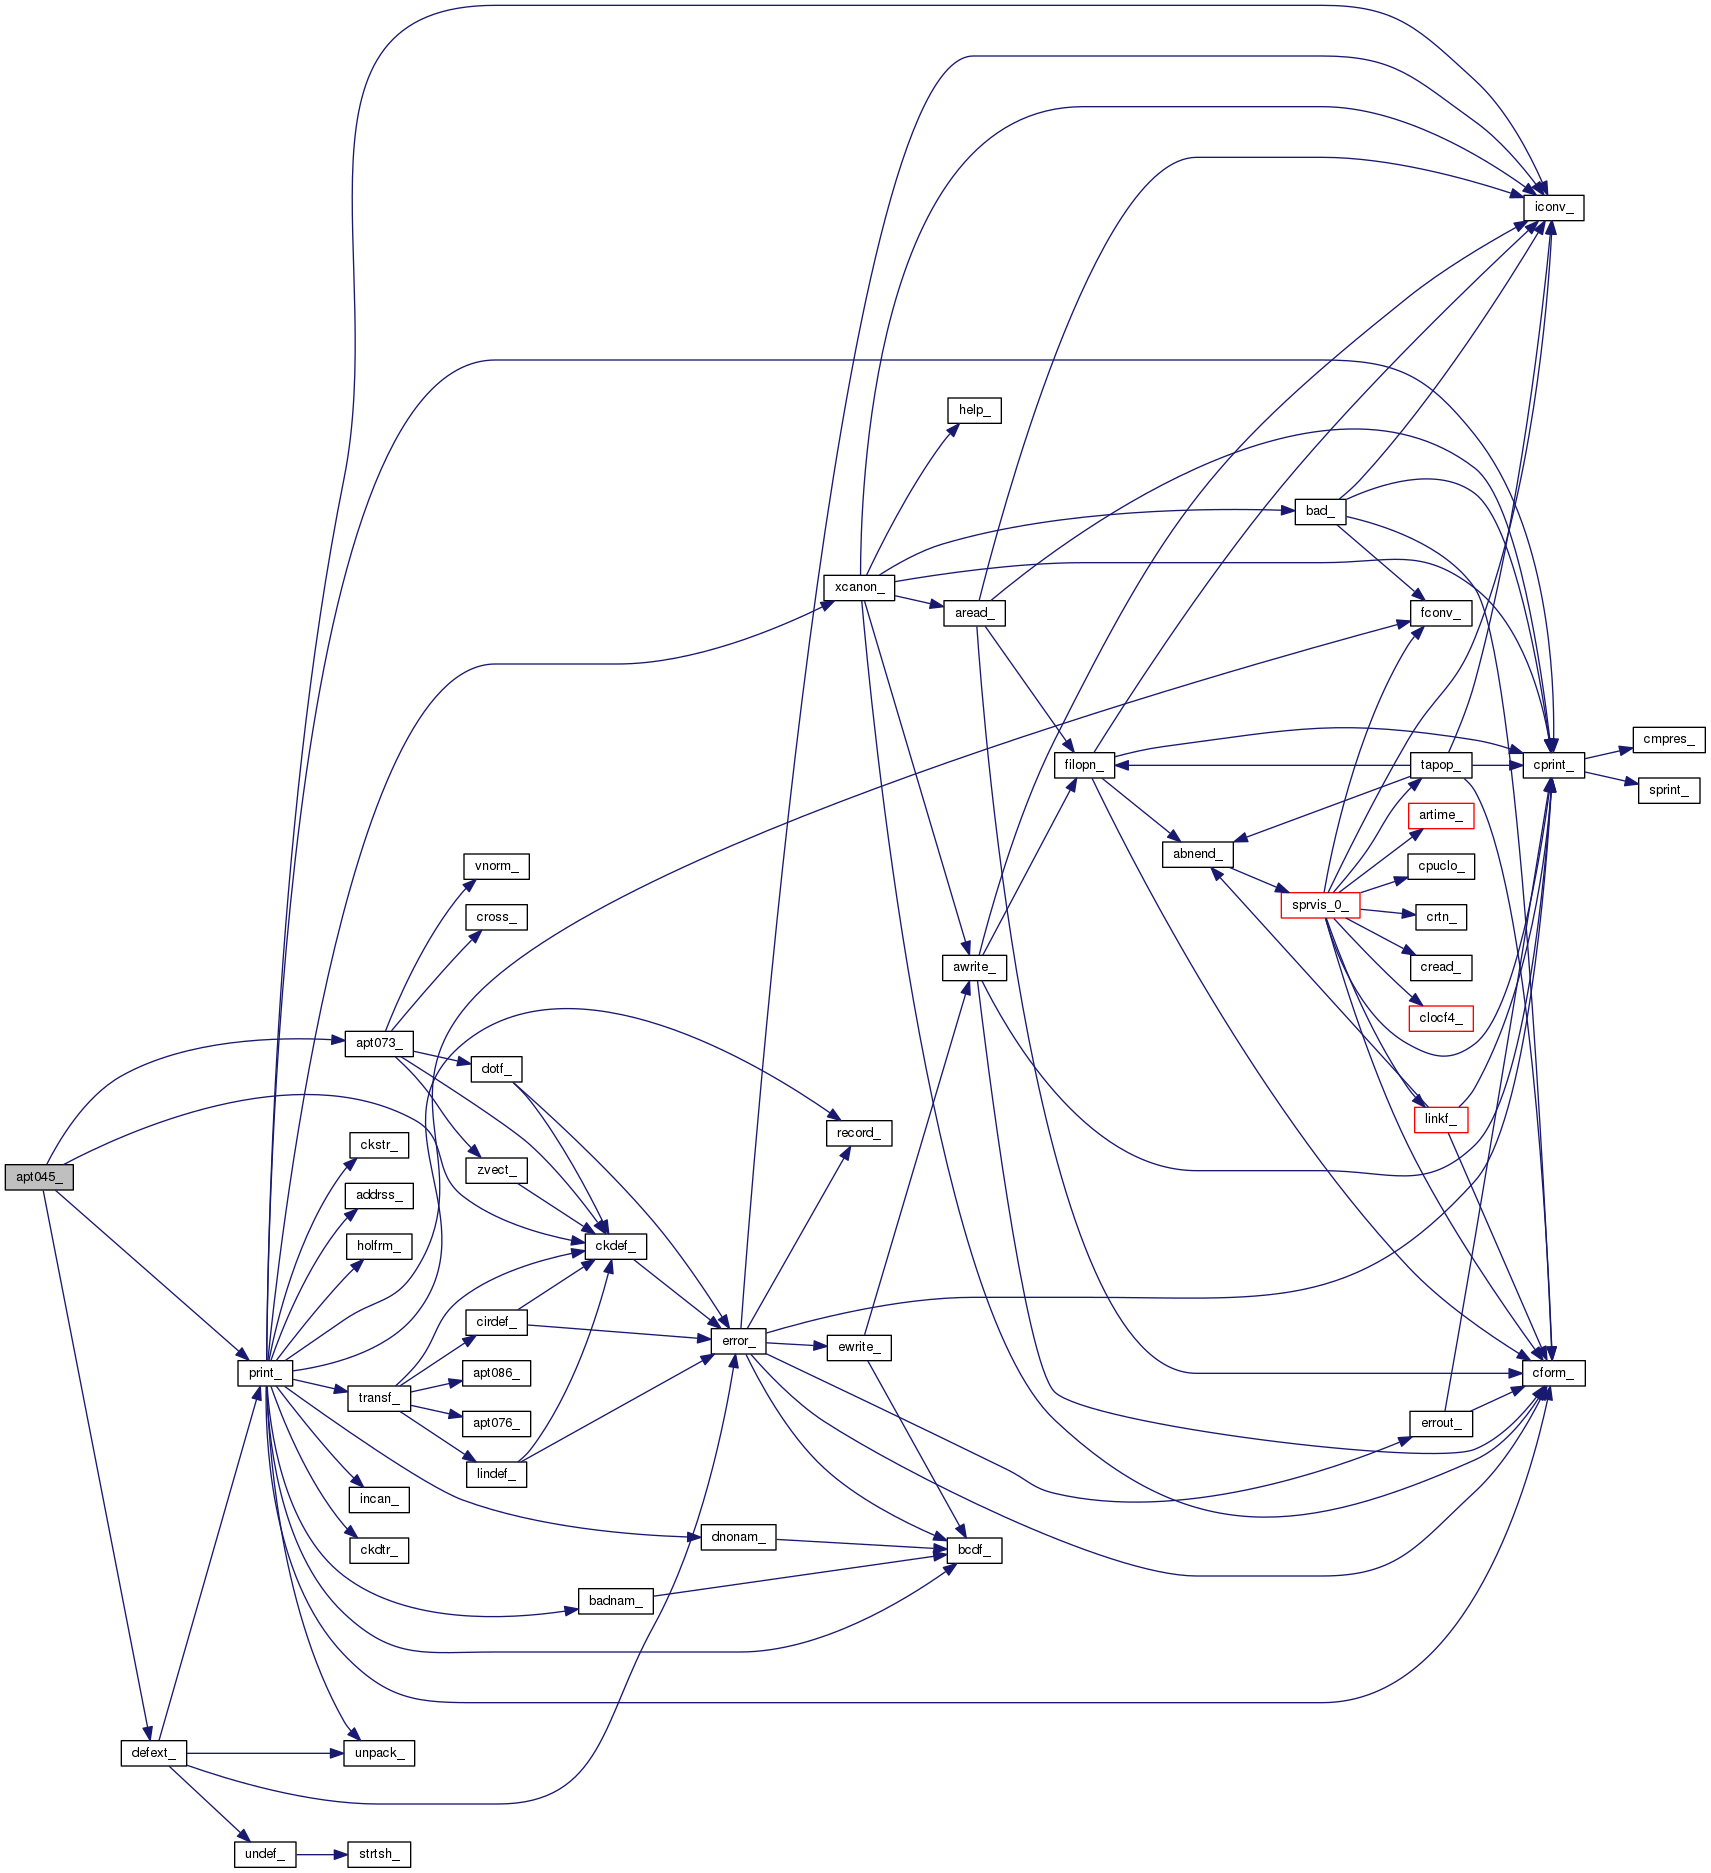 iconv_
help_
bad_
xcanon_
aread_
fconv_
cmpres_
filopn_
tapop_
cprint_
sprint_
artime_
abnend_
vnorm_
cpuclo_
sprvis_0_
cross_
crtn_
awrite_
cread_
clocf4_
apt073_
dotf_
linkf_
record_
ckstr_
apt045_
zvect_
addrss_
holfrm_
ckdef_
cirdef_
error_
ewrite_
print_
apt086_
cform_
transf_
apt076_
errout_
lindef_
incan_
dnonam_
ckdtr_
bcdf_
badnam_
defext_
unpack_
undef_
strtsh_